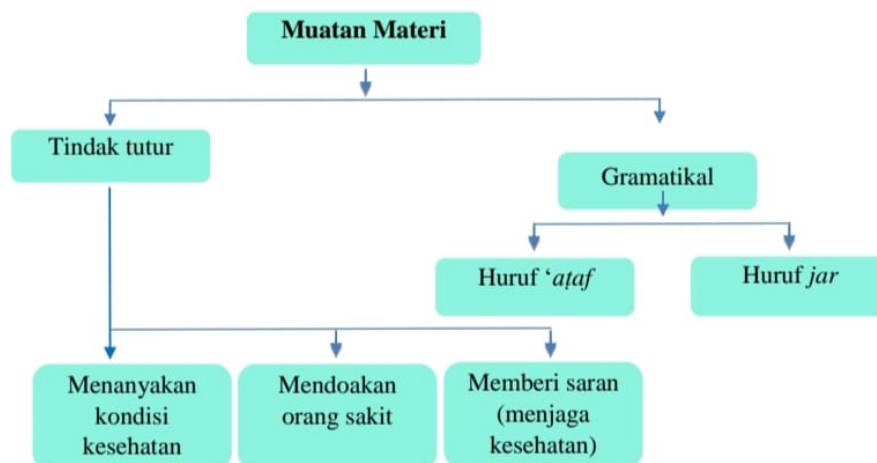 Muatan Materi
Tindak tutur
Gramatikal
Huruf ‘aṭaf
Huruf jar
Menanyakan
kondisi
kesehatan
Mendoakan
orang sakit
Memberi saran
(menjaga
kesehatan)